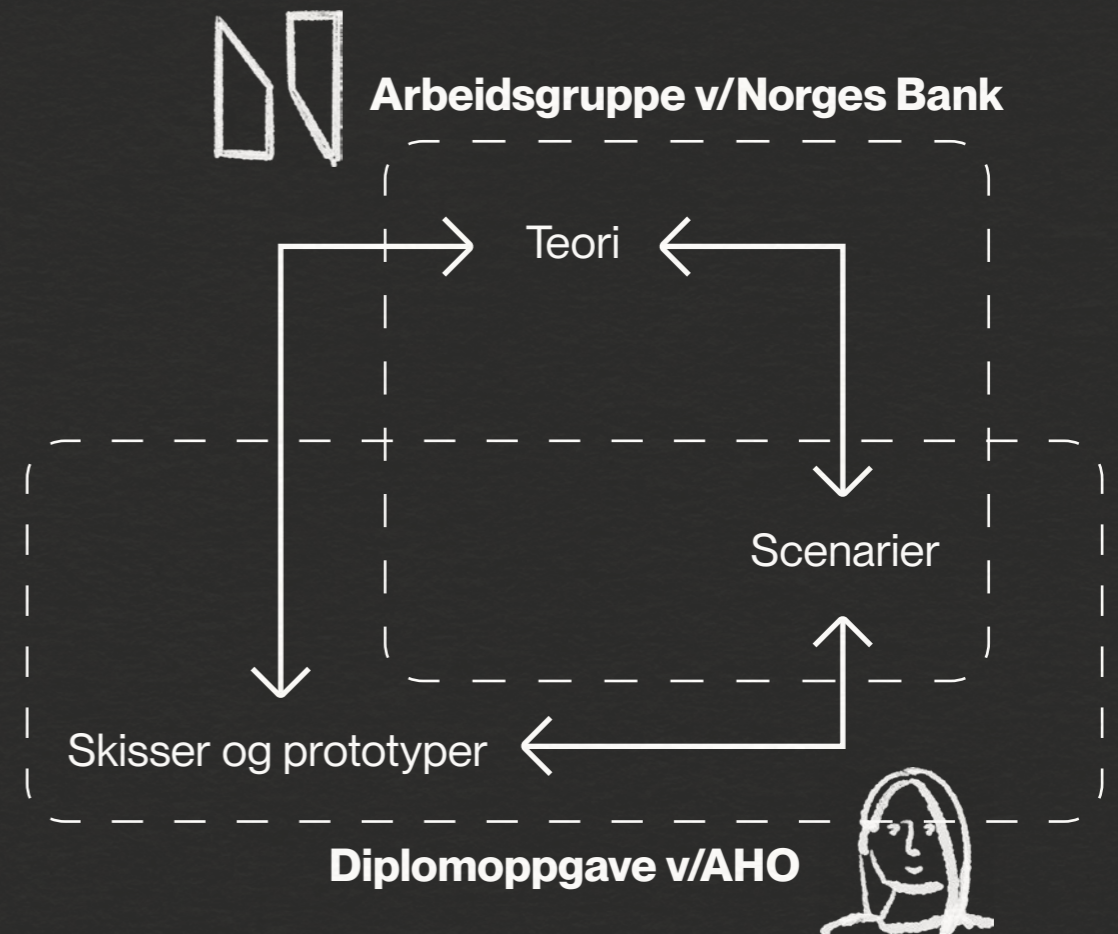 Arbeidsgruppe v/Norges Bank
Teori
Scenarier
Skisser og prototyper
Diplomoppgave v/AHO